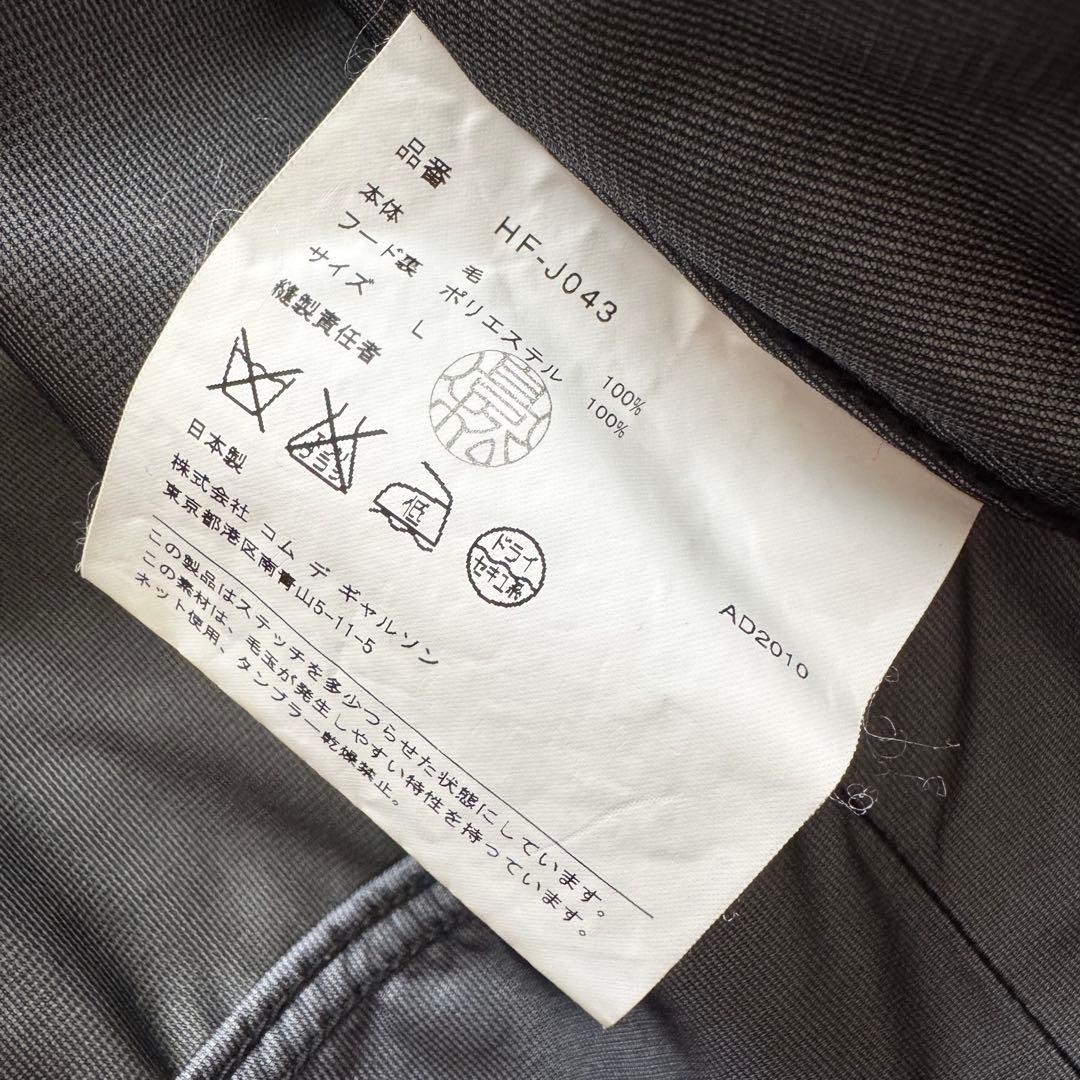 品番 HF-J043
本体 毛 100%
フード裏 ポリエステル 100%
サイズ L
縫製責任者
低
ドライ
セキユ系
日本製
株式会社 コム デ ギャルソン
東京都港区南青山5-11-5
AD2010
この製品はステッチを多少つらせた状態にしています。
この素材は、毛玉が発生しやすい特性を持っています。
ネット使用、タンブラー乾燥禁止。